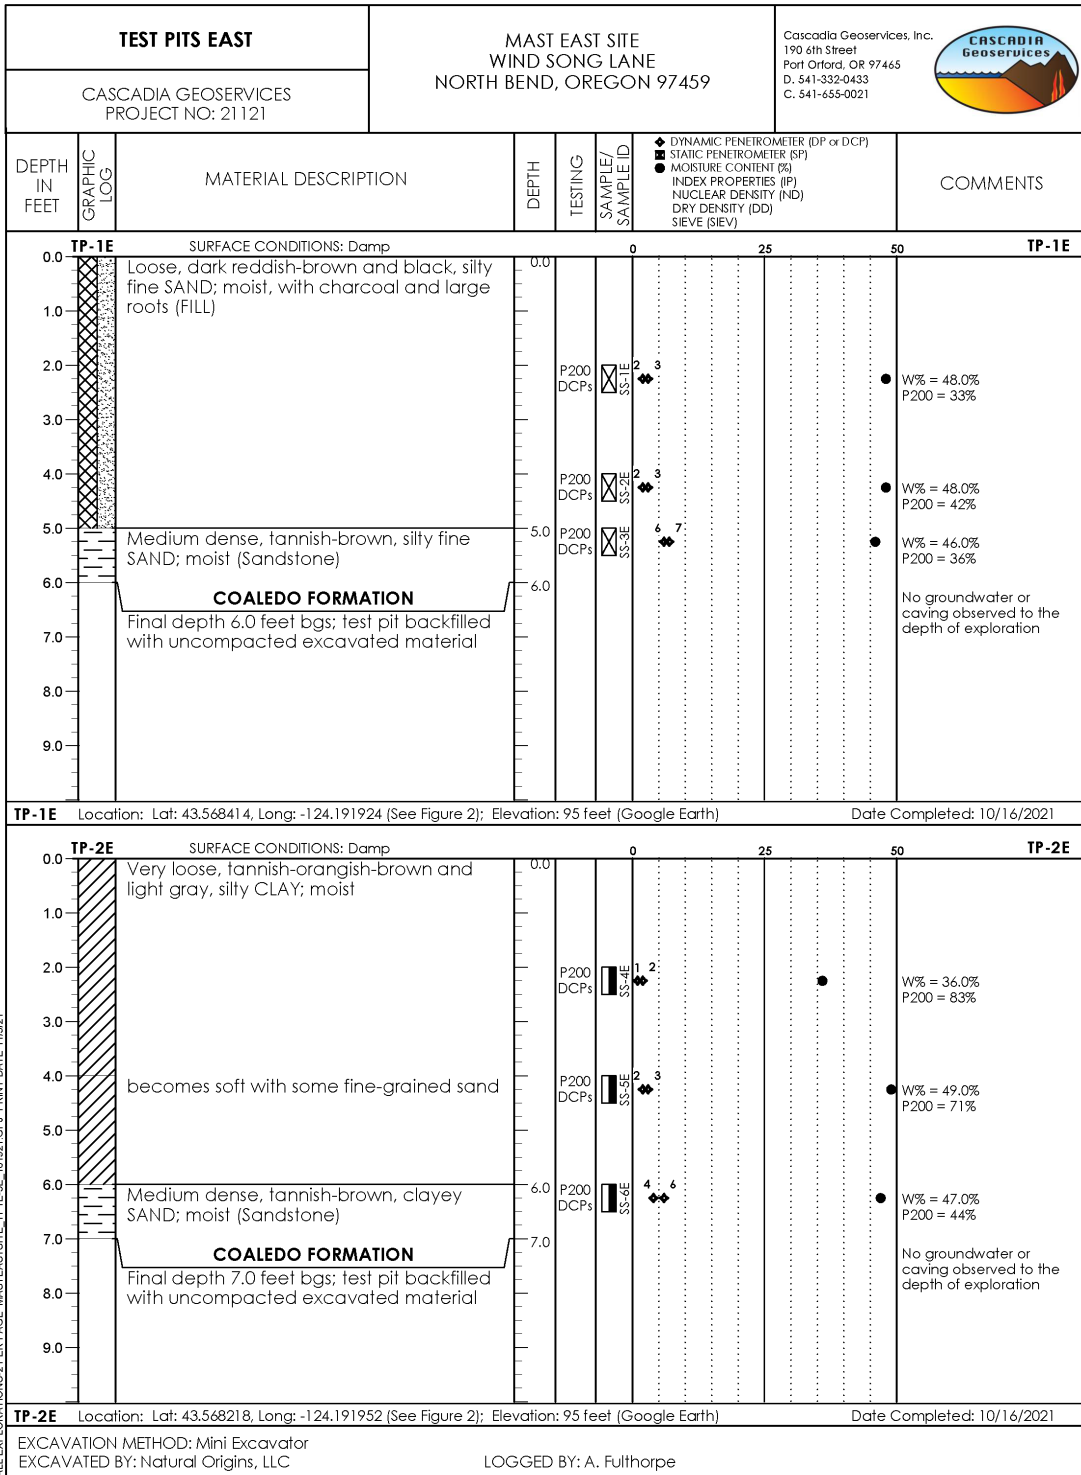 TEST PITS EAST
CASCADIA GEOSERVICES
PROJECT NO: 21121
MAST EAST SITE
WIND SONG LANE
NORTH BEND, OREGON 97459
Cascadia Geoservices, Inc.
190 6th Street
Port Orford, OR 97465
D. 541-332-0433
C. 541-655-0021
CASCADIA
Geoservices
DEPTH
IN
FEET
GRAPHIC
LOG
MATERIAL DESCRIPTION
DEPTH
TESTING
SAMPLE/
SAMPLE ID
DYNAMIC PENETROMETER (DP or DCP)
STATIC PENETROMETER (SP)
MOISTURE CONTENT (%)
INDEX PROPERTIES (IP)
NUCLEAR DENSITY (ND)
DRY DENSITY (DD)
SIEVE (SIEV)
COMMENTS
TP-1E SURFACE CONDITIONS: Damp 0 25 50 TP-1E
0.0 Loose, dark reddish-brown and black, silty 0.0
fine SAND; moist, with charcoal and large
roots (FILL)
1.0
2.0
P200
DCPs
SS-1E
2 3
W% = 48.0%
P200 = 33%
3.0
4.0
P200
DCPs
SS-2E
2 3
W% = 48.0%
P200 = 42%
5.0
Medium dense, tannish-brown, silty fine
SAND; moist (Sandstone)
5.0
P200
DCPs
SS-3E
6 7
W% = 46.0%
P200 = 36%
6.0
6.0
COALEDO FORMATION
Final depth 6.0 feet bgs; test pit backfilled
with uncompacted excavated material
No groundwater or
caving observed to the
depth of exploration
7.0
8.0
9.0
TP-1E Location: Lat: 43.568414, Long: -124.191924 (See Figure 2); Elevation: 95 feet (Google Earth) Date Completed: 10/16/2021
TP-2E SURFACE CONDITIONS: Damp 0 25 50 TP-2E
0.0 Very loose, tannish-orangish-brown and 0.0
light gray, silty CLAY; moist
1.0
2.0
P200
DCPs
SS-4E
1 2
W% = 36.0%
P200 = 83%
3.0
4.0
becomes soft with some fine-grained sand
P200
DCPs
SS-5E
2 3
W% = 49.0%
P200 = 71%
5.0
6.0
Medium dense, tannish-brown, clayey
SAND; moist (Sandstone)
6.0
P200
DCPs
SS-6E
4 6
W% = 47.0%
P200 = 44%
7.0
7.0
COALEDO FORMATION
Final depth 7.0 feet bgs; test pit backfilled
with uncompacted excavated material
No groundwater or
caving observed to the
depth of exploration
8.0
9.0
TP-2E Location: Lat: 43.568218, Long: -124.191952 (See Figure 2); Elevation: 95 feet (Google Earth) Date Completed: 10/16/2021
EXCAVATION METHOD: Mini Excavator
EXCAVATED BY: Natural Origins, LLC LOGGED BY: A. Fulthorpe